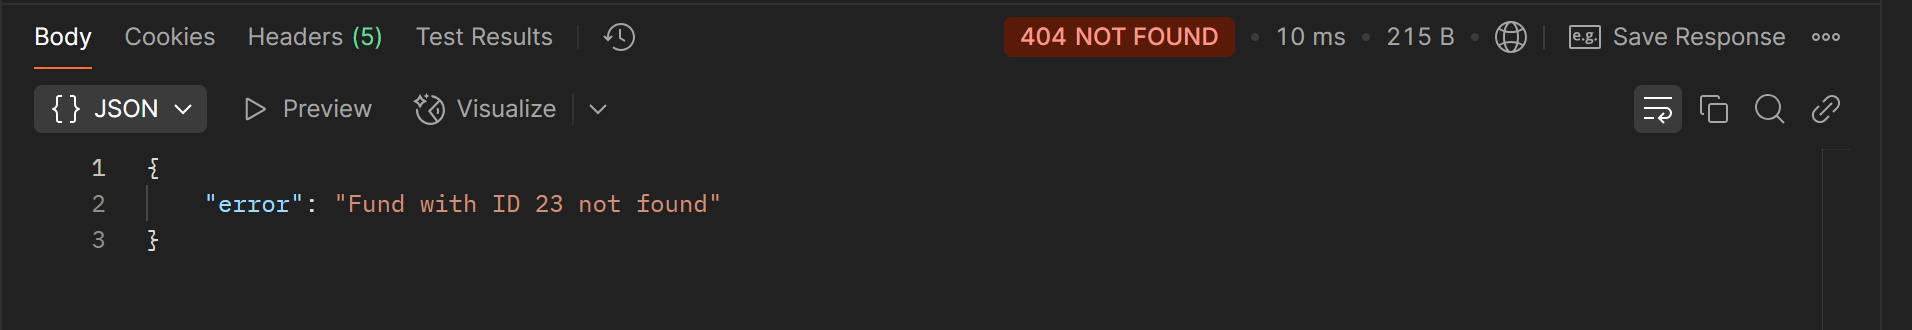 Body Cookies Headers (5) Test Results 404 NOT FOUND • 10 ms • 215 B • e.g. Save Response
{} JSON Preview Visualize
1 {
2 "error": "Fund with ID 23 not found"
3 }